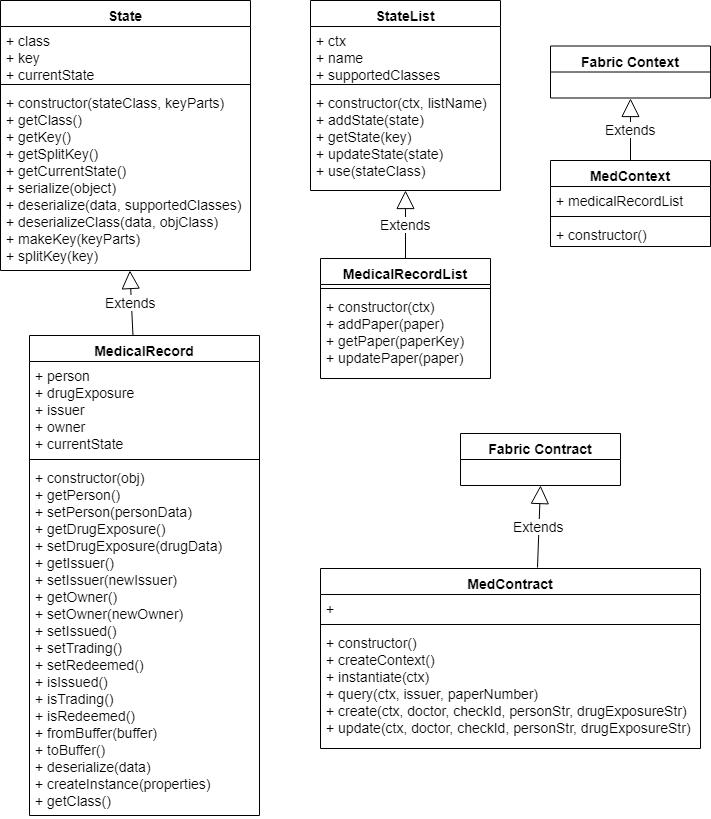 State
+ class
+ key
+ currentState
+ constructor(stateClass, keyParts)
+ getClass()
+ getKey()
+ getSplitKey()
+ getCurrentState()
+ serialize(object)
+ deserialize(data, supportedClasses)
+ deserializeClass(data, objClass)
+ makeKey(keyParts)
+ splitKey(key)
Extends
MedicalRecord
+ person
+ drugExposure
+ issuer
+ owner
+ currentState
+ constructor(obj)
+ getPerson()
+ setPerson(personData)
+ getDrugExposure()
+ setDrugExposure(drugData)
+ getIssuer()
+ setIssuer(newIssuer)
+ getOwner()
+ setOwner(newOwner)
+ setIssued()
+ setTrading()
+ setRedeemed()
+ isIssued()
+ isTrading()
+ isRedeemed()
+ fromBuffer(buffer)
+ toBuffer()
+ deserialize(data)
+ createInstance(properties)
+ getClass()
StateList
+ ctx
+ name
+ supportedClasses
+ constructor(ctx, listName)
+ addState(state)
+ getState(key)
+ updateState(state)
+ use(stateClass)
Extends
MedicalRecordList
+ constructor(ctx)
+ addPaper(paper)
+ getPaper(paperKey)
+ updatePaper(paper)
Fabric Context
Extends
MedContext
+ medicalRecordList
+ constructor()
Fabric Contract
Extends
MedContract
+
+ constructor()
+ createContext()
+ instantiate(ctx)
+ query(ctx, issuer, paperNumber)
+ create(ctx, doctor, checkId, personStr, drugExposureStr)
+ update(ctx, doctor, checkId, personStr, drugExposureStr)